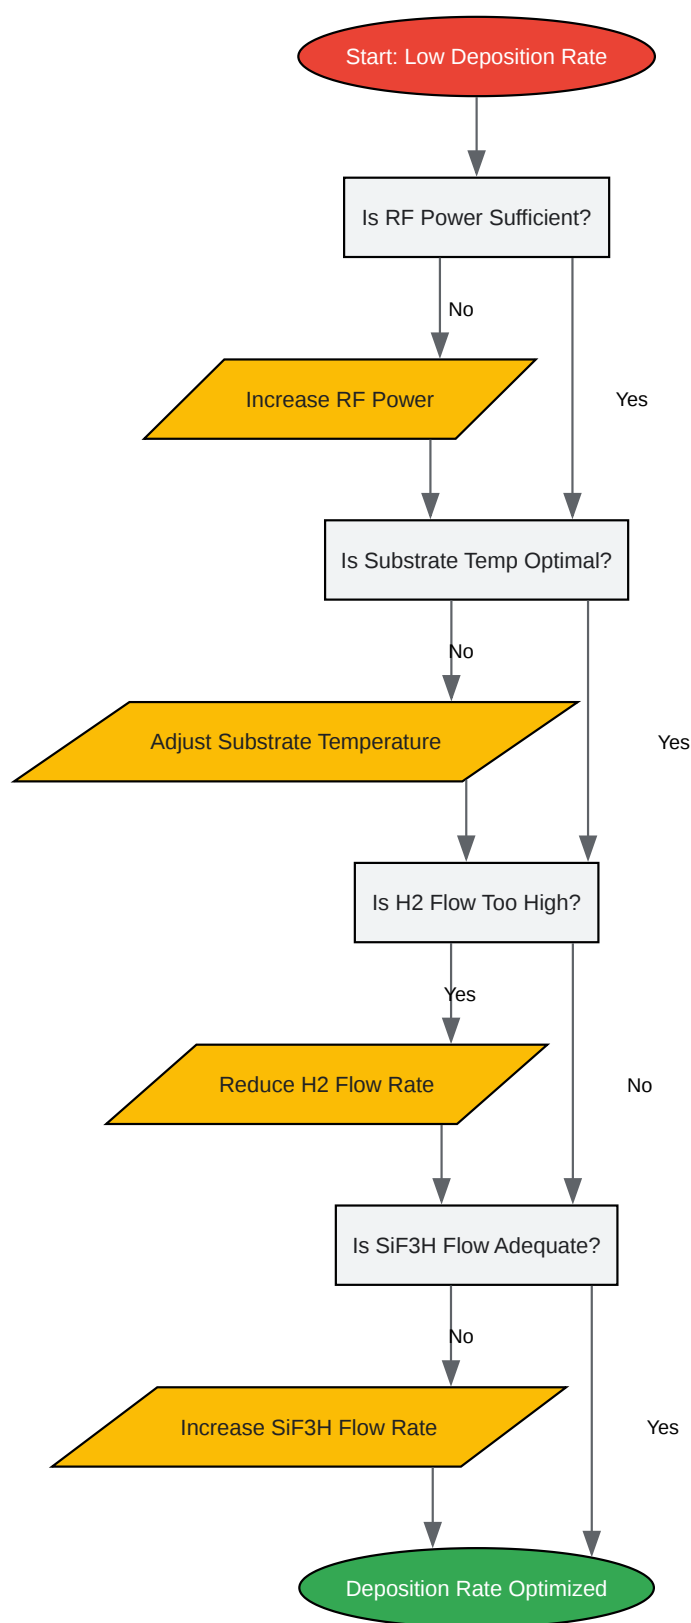 Start: Low Deposition Rate
Is RF Power Sufficient?
No
Increase RF Power
Yes
Is Substrate Temp Optimal?
No
Adjust Substrate Temperature
Yes
Is H2 Flow Too High?
Yes
Reduce H2 Flow Rate
No
Is SiF3H Flow Adequate?
No
Increase SiF3H Flow Rate
Yes
Deposition Rate Optimized